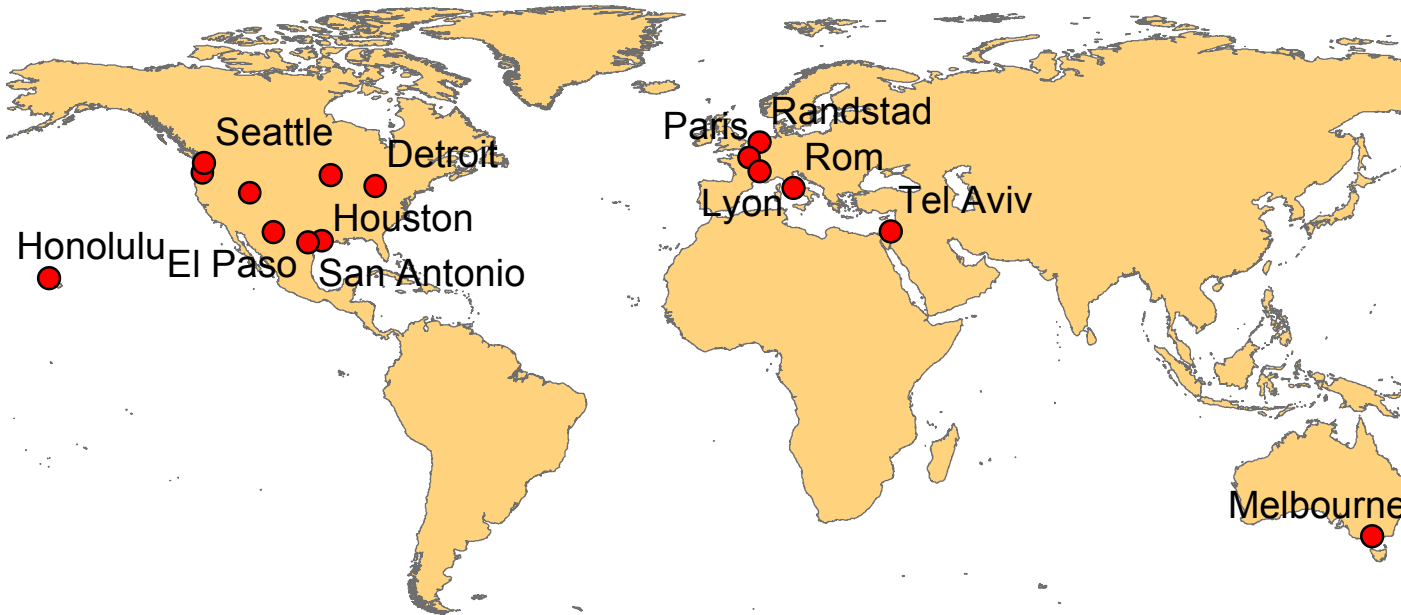 Seattle
Detroit
Houston
Honolulu
El Paso
San Antonio
Paris
Randstad
Rom
Lyon
Tel Aviv
Melbourne